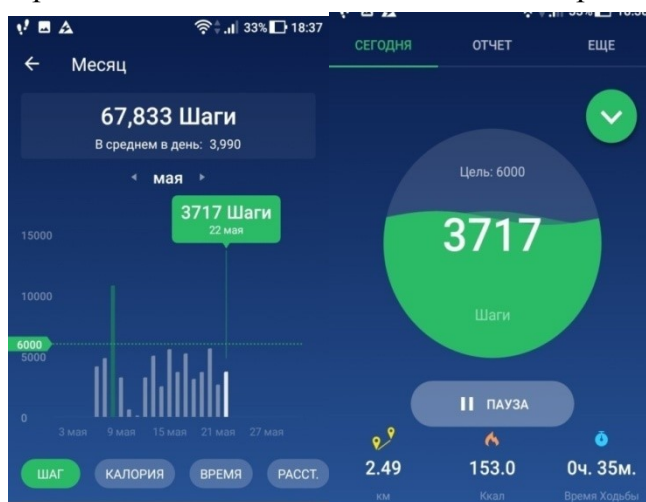 33% 18:37
Месяц
67,833 Шаги
В среднем в день: 3,990
мая
3717 Шаги
22 мая
15000
10000
6000
5000
0
3 мая 9 мая 15 мая 21 мая 27 мая
ШАГ КАЛОРИЯ ВРЕМЯ РАССТ.
СЕГОДНЯ ОТЧЕТ ЕЩЕ
Цель: 6000
3717
Шаги
ПАУЗА
2.49 153.0 0ч. 35м.
км Ккал Время Ходьбы